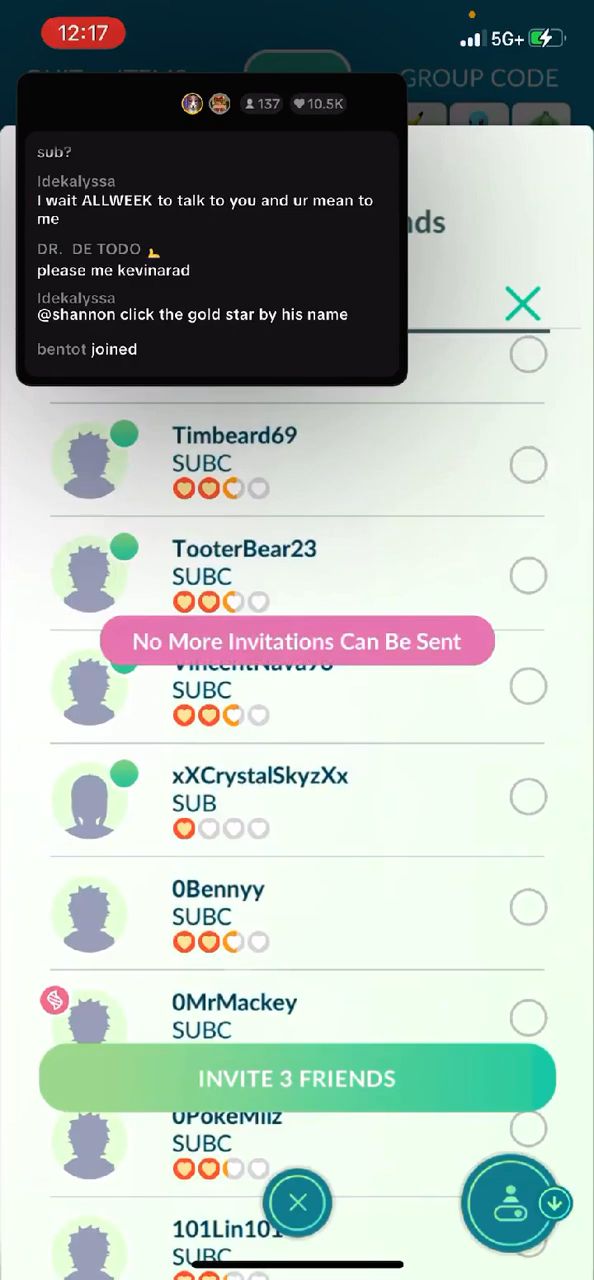 12:17
5G+
GROUP CODE
137
10.5K
sub?
Idekalyssa
I wait ALLWEEK to talk to you and ur mean to
me
DR. DE TODO
please me kevinarad
Idekalyssa
@shannon click the gold star by his name
bentot joined
Timbeard69
SUBC
TooterBear23
SUBC
No More Invitations Can Be Sent
SUBC
xXCrystalSkyzXx
SUB
0Bennyy
SUBC
0MrMackey
SUBC
INVITE 3 FRIENDS
0PokeMilz
SUBC
101Lin101
SUBC